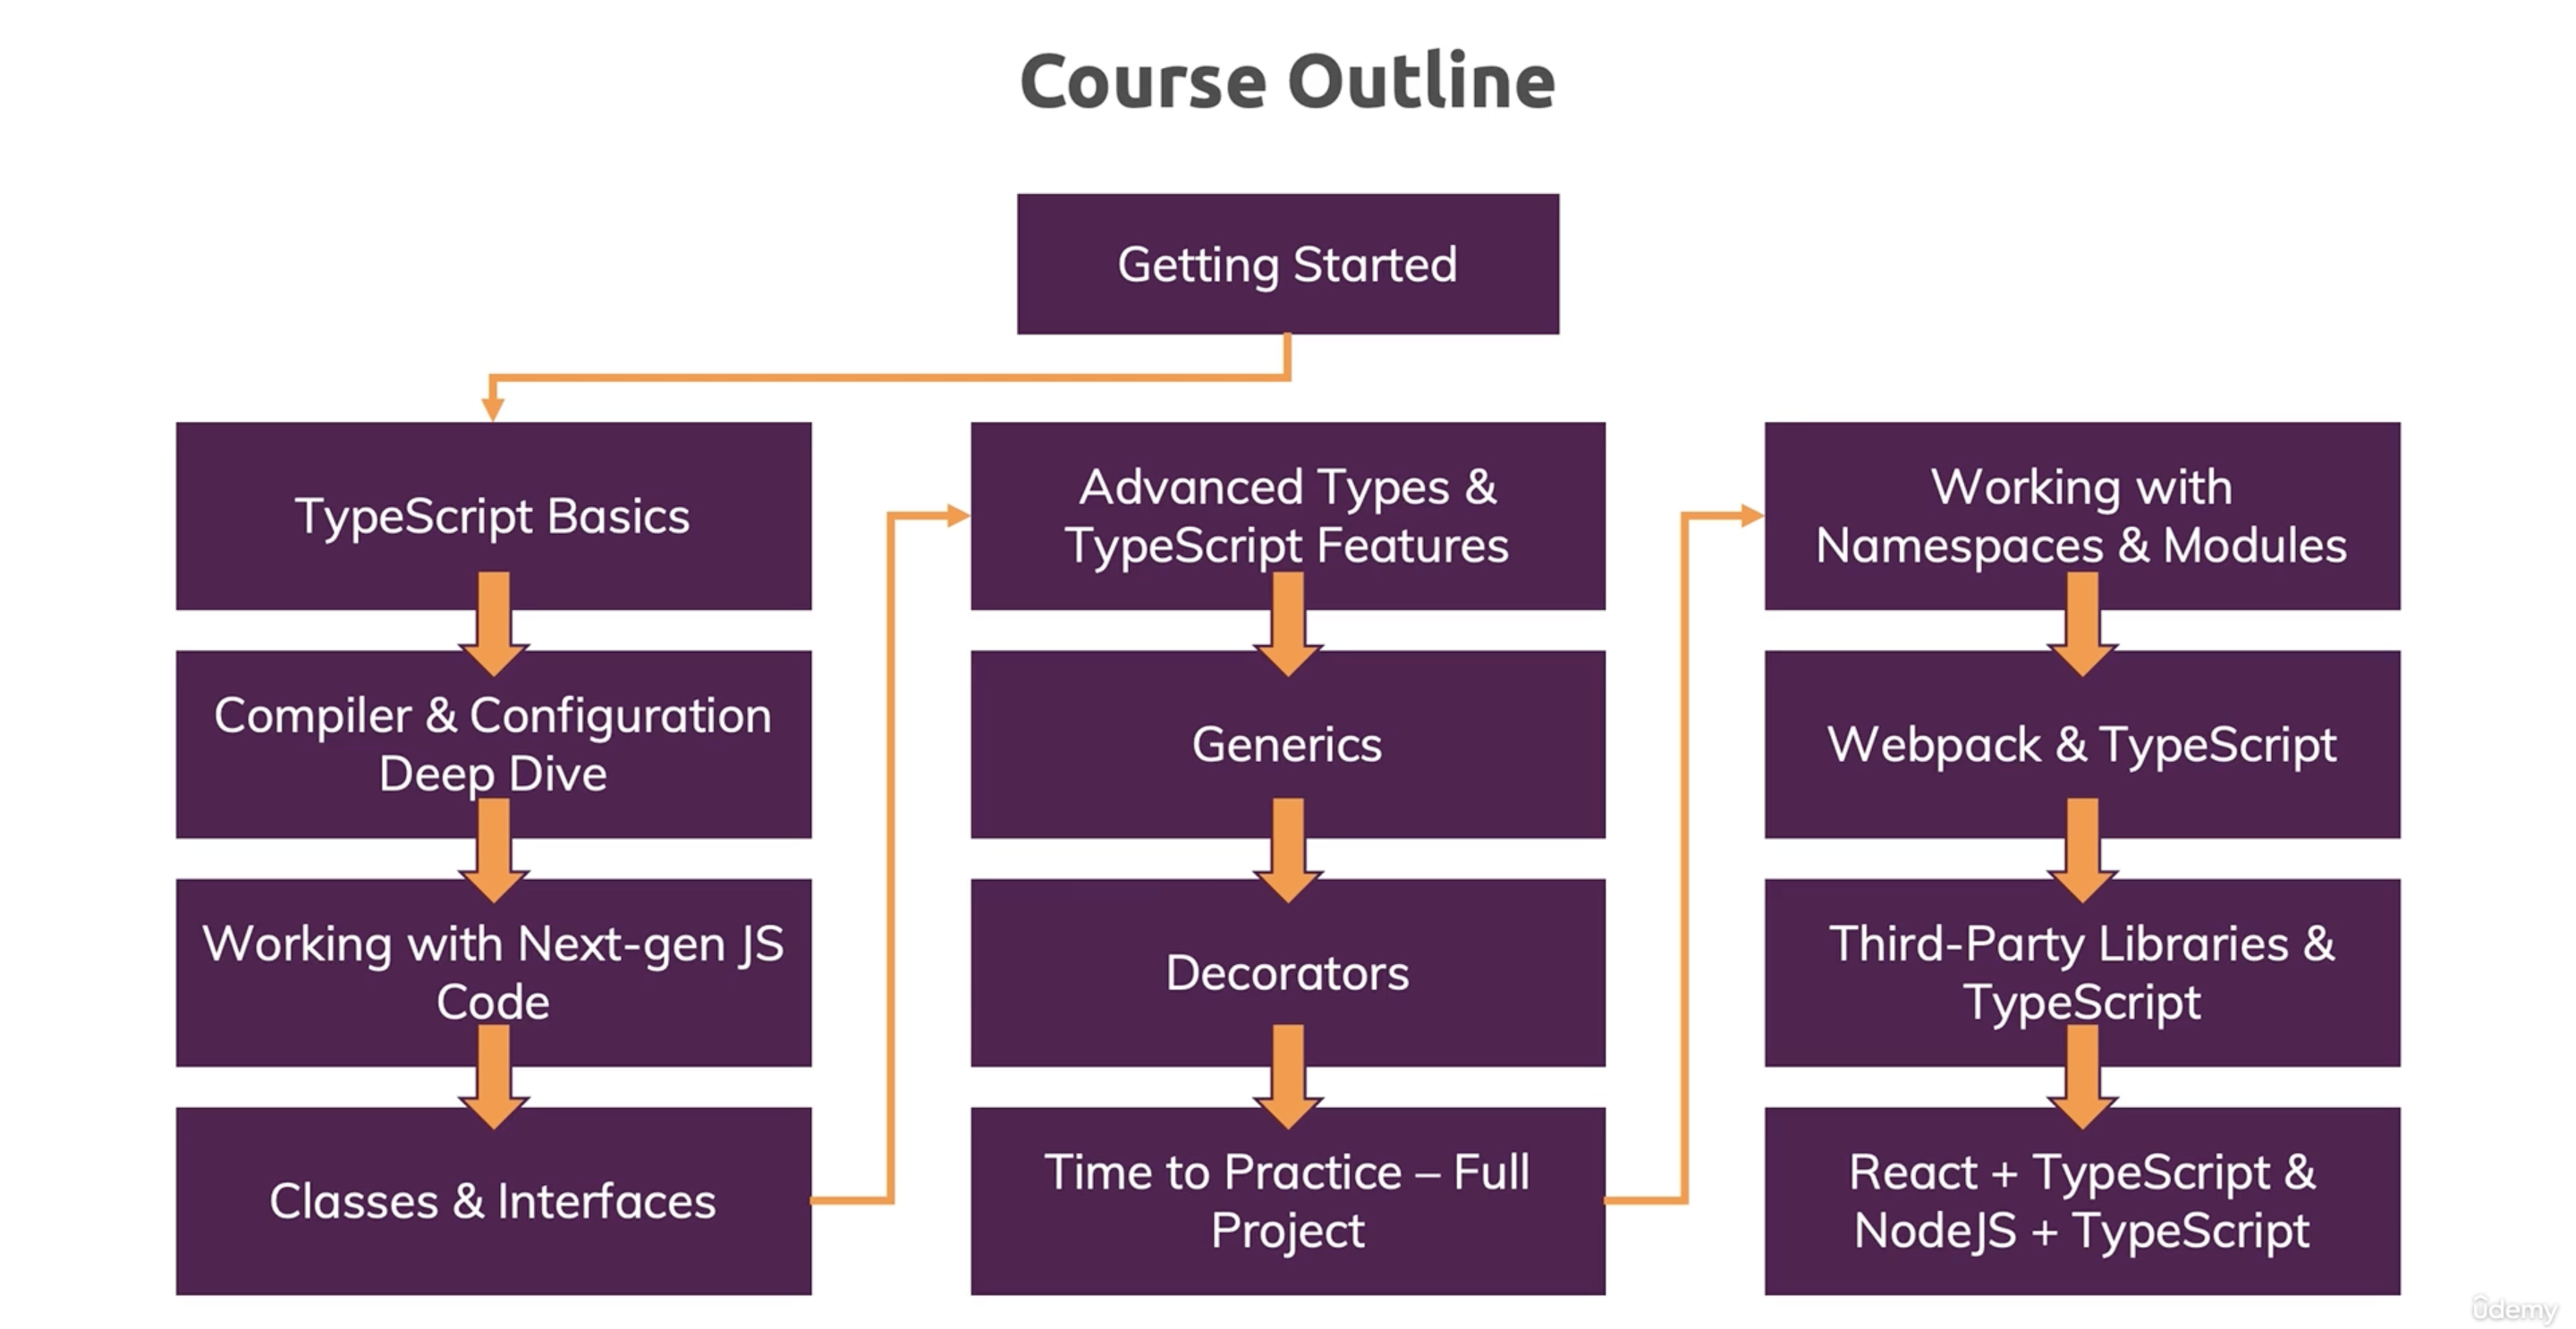 Course Outline
Getting Started
TypeScript Basics
Compiler & Configuration
Deep Dive
Working with Next-gen JS
Code
Classes & Interfaces
Advanced Types &
TypeScript Features
Generics
Decorators
Time to Practice – Full
Project
Working with
Namespaces & Modules
Webpack & TypeScript
Third-Party Libraries &
TypeScript
React + TypeScript &
NodeJS + TypeScript
ûdemy